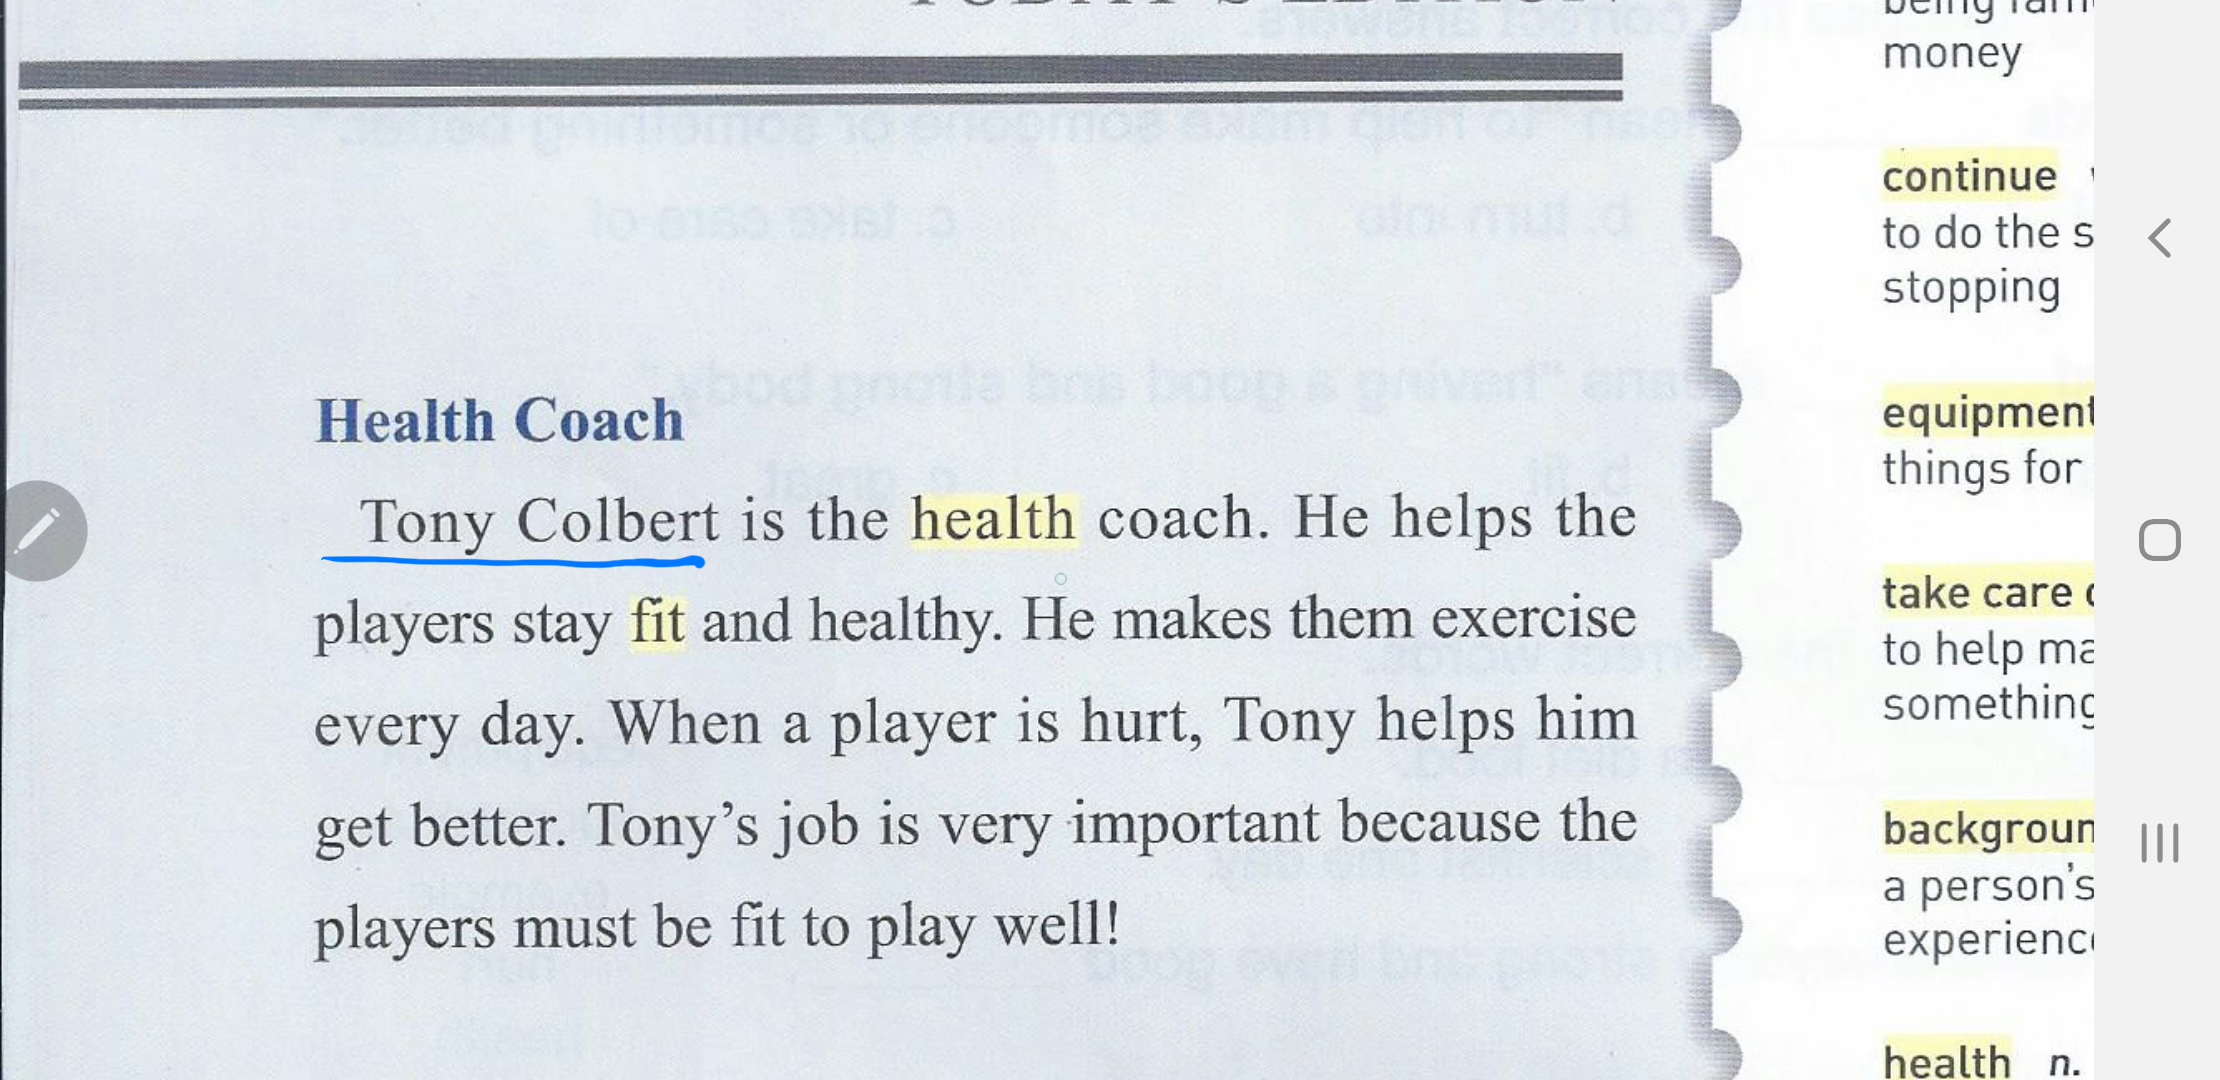 Health Coach
Tony Colbert is the health coach. He helps the
players stay fit and healthy. He makes them exercise
every day. When a player is hurt, Tony helps him
get better. Tony's job is very important because the
players must be fit to play well!
money
continue
to do the s
stopping
equipment
things for
take care
to help ma
something
backgroun
a person's
experience
health n.